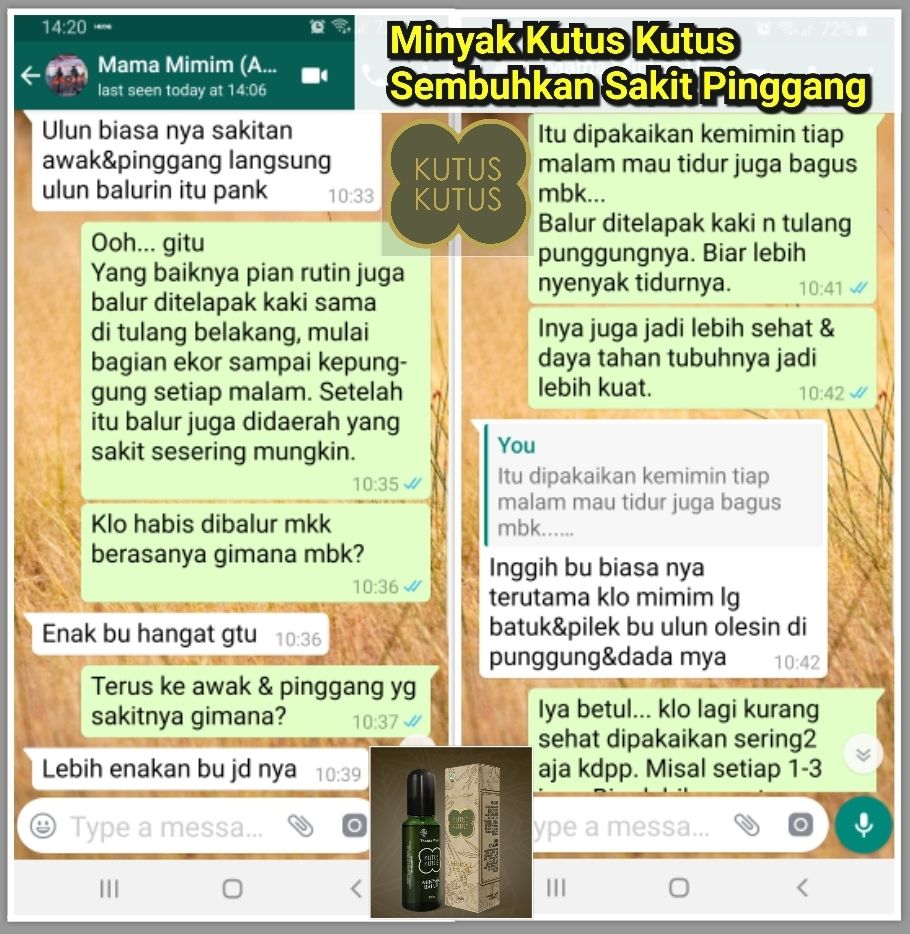 14:20
Mama Mimim (A...
last seen today at 14:06
Minyak Kutus Kutus
Sembuhkan Sakit Pinggang
72%
KUTUS
KUTUS
Ulun biasa nya sakitan
awak&pinggang langsung
ulun balurin itu pank
10:33
Ooh... gitu
Yang baiknya pian rutin juga
balur ditelapak kaki sama
di tulang belakang, mulai
bagian ekor sampai kepung-
gung setiap malam. Setelah
itu balur juga didaerah yang
sakit sesering mungkin.
10:35
Klo habis dibalur mkk
berasanya gimana mbk?
10:36
Enak bu hangat gtu 10:36
Terus ke awak & pinggang yg
sakitnya gimana? 10:37
Lebih enakan bu jd nya 10:39
Type a messa...
Itu dipakaikan kemimin tiap
malam mau tidur juga bagus
mbk...
Balur ditelapak kaki n tulang
punggungnya. Biar lebih
nyenyak tidurnya. 10:41
Inya juga jadi lebih sehat &
daya tahan tubuhnya jadi
lebih kuat. 10:42
You
Itu dipakaikan kemimin tiap
malam mau tidur juga bagus
mbk......
Inggih bu biasa nya
terutama klo mimim lg
batuk&pilek bu ulun olesin di
punggung&dada mya 10:42
Iya betul... klo lagi kurang
sehat dipakaikan sering2
aja kdpp. Misal setiap 1-3
ype a messa...
KUTUS
KUTUS
KUTUS
KUTUS